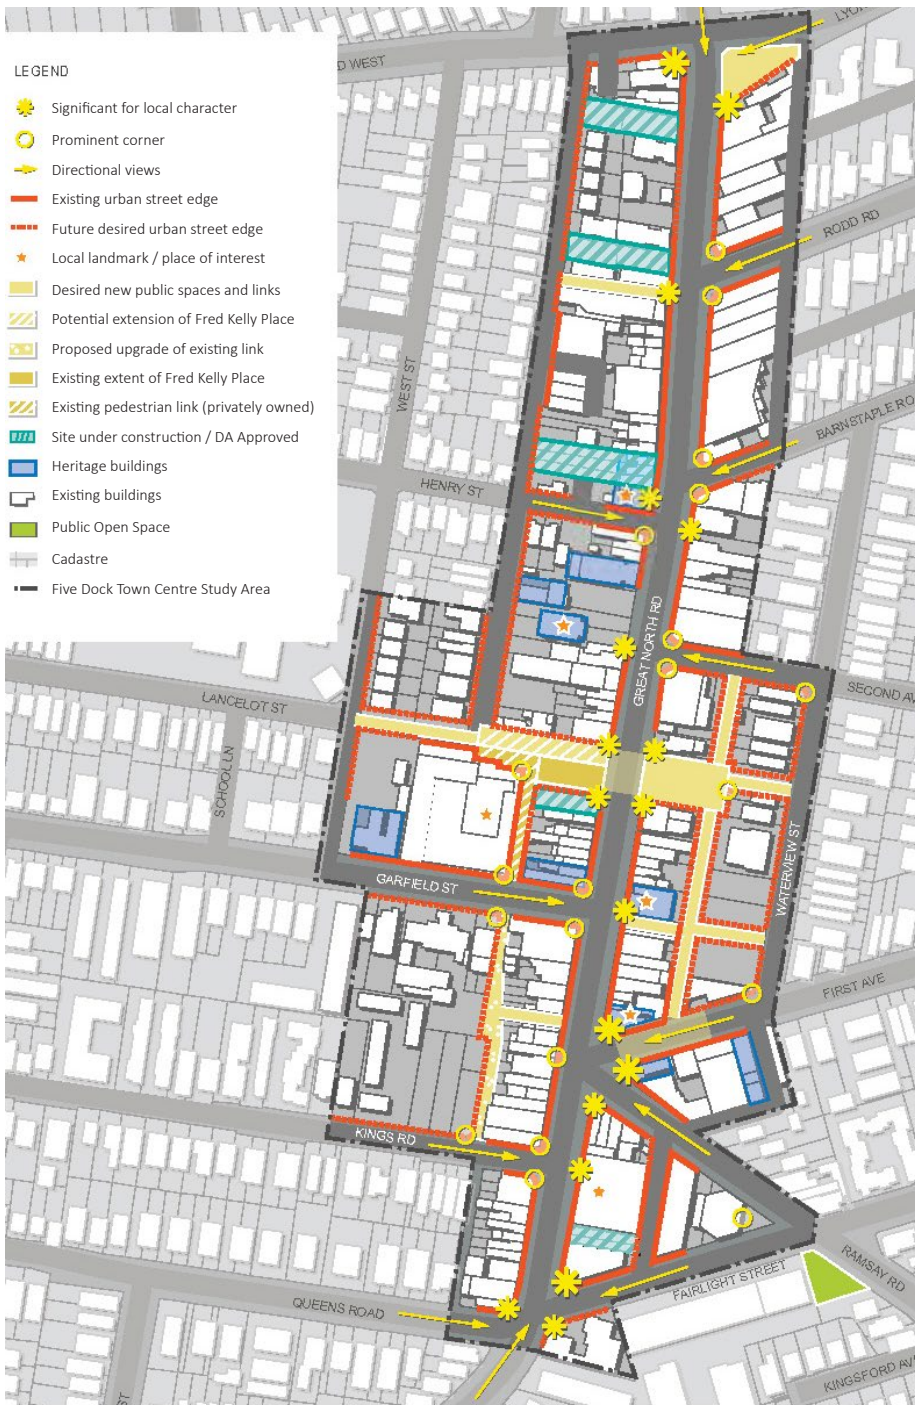 LEGEND
Significant for local character
Prominent corner
Directional views
Existing urban street edge
Future desired urban street edge
Local landmark / place of interest
Desired new public spaces and links
Potential extension of Fred Kelly Place
Proposed upgrade of existing link
Existing extent of Fred Kelly Place
Existing pedestrian link (privately owned)
Site under construction / DA Approved
Heritage buildings
Existing buildings
Public Open Space
Cadastre
Five Dock Town Centre Study Area
D WEST
LYO
RODD RD
WEST ST
BARNSTAPLE RO
HENRY ST
GREAT NORTH RD
SECOND AV
LANCELOT ST
SCHOOL LN
WATERVIEW ST
GARFIELD ST
FIRST AVE
KINGS RD
RAMSAY RD
FAIRLIGHT STREET
QUEENS ROAD
KINGSFORD AV
ST